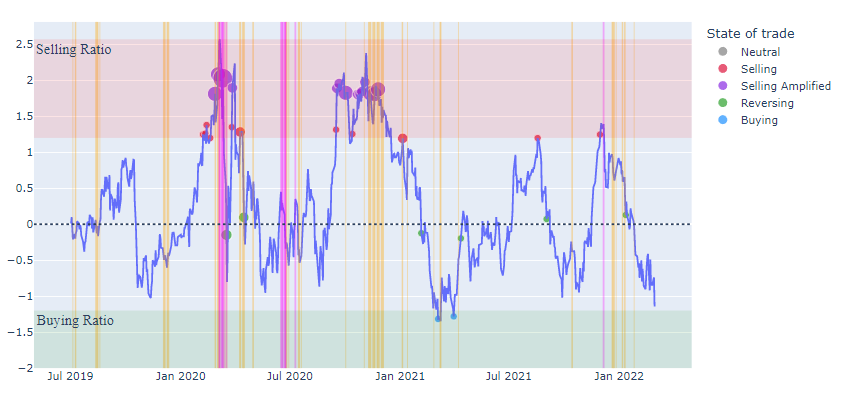 State of trade
Neutral
Selling
Selling Amplified
Reversing
Buying
Selling Ratio
Buying Ratio
2.5
2
1.5
1
0.5
0
−0.5
−1
−1.5
−2
Jul 2019
Jan 2020
Jul 2020
Jan 2021
Jul 2021
Jan 2022